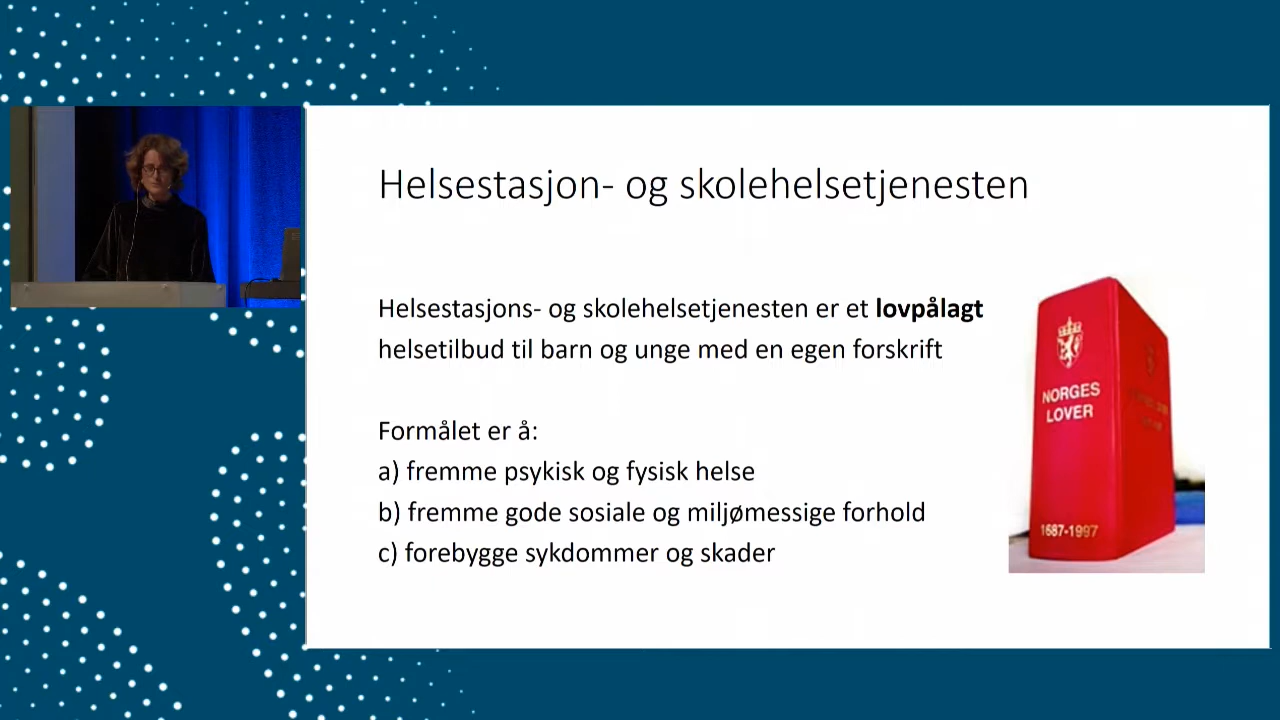 Helsestasjon- og skolehelsetjenesten
Helsestasjons- og skolehelsetjenesten er et lovpålagt
helsetilbud til barn og unge med en egen forskrift
Formålet er å:
a) fremme psykisk og fysisk helse
b) fremme gode sosiale og miljømessige forhold
c) forebygge sykdommer og skader
NORGES
LOVER
1687-1997